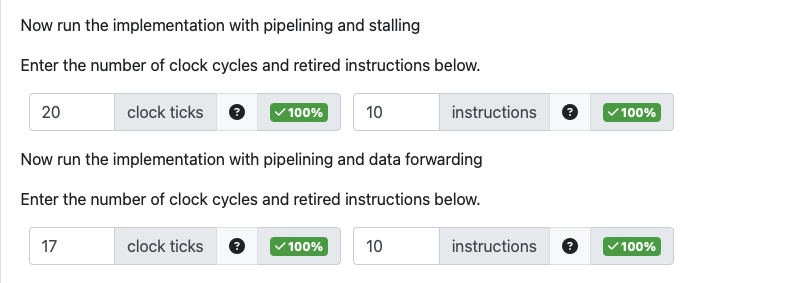 Now run the implementation with pipelining and stalling
Enter the number of clock cycles and retired instructions below.
20 clock ticks ? ✓100% 10 instructions ? ✓100%
Now run the implementation with pipelining and data forwarding
Enter the number of clock cycles and retired instructions below.
17 clock ticks ? ✓100% 10 instructions ? ✓100%